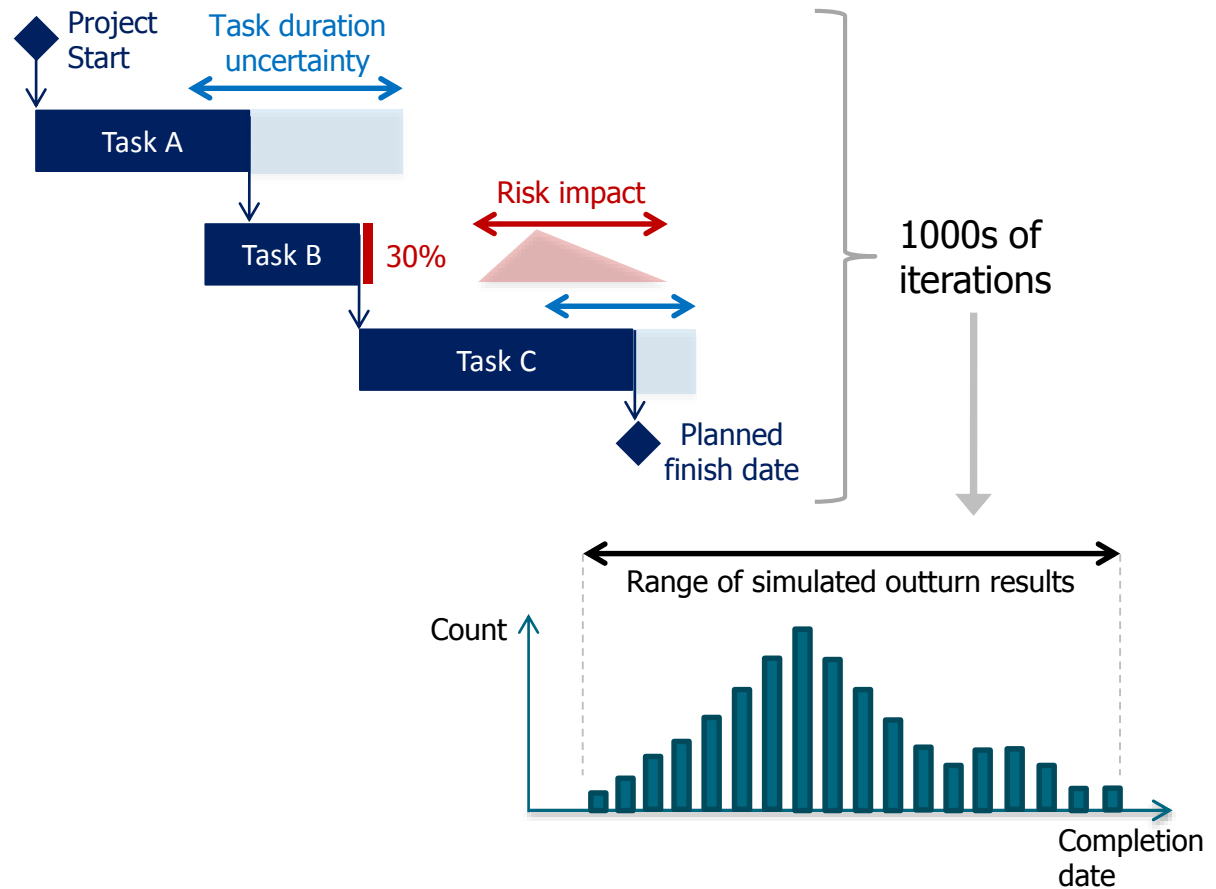 Project
Start
Task duration
uncertainty
Task A
Risk impact
Task B
30%
1000s of
iterations
Task C
Planned
finish date
Range of simulated outturn results
Count
Completion
date